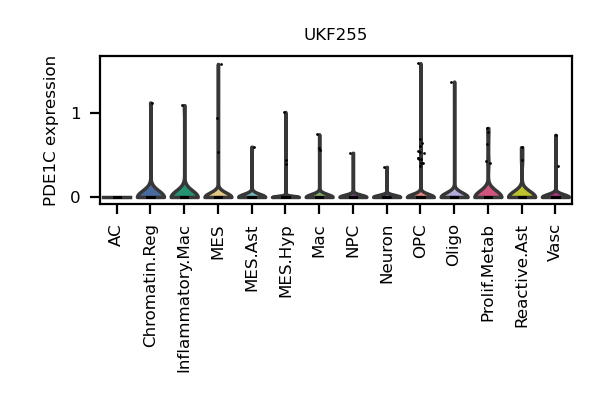 UKF255
PDE1C expression
1
0
AC
Chromatin.Reg
Inflammatory.Mac
MES
MES.Ast
MES.Hyp
Mac
NPC
Neuron
OPC
Oligo
Prolif.Metab
Reactive.Ast
Vasc